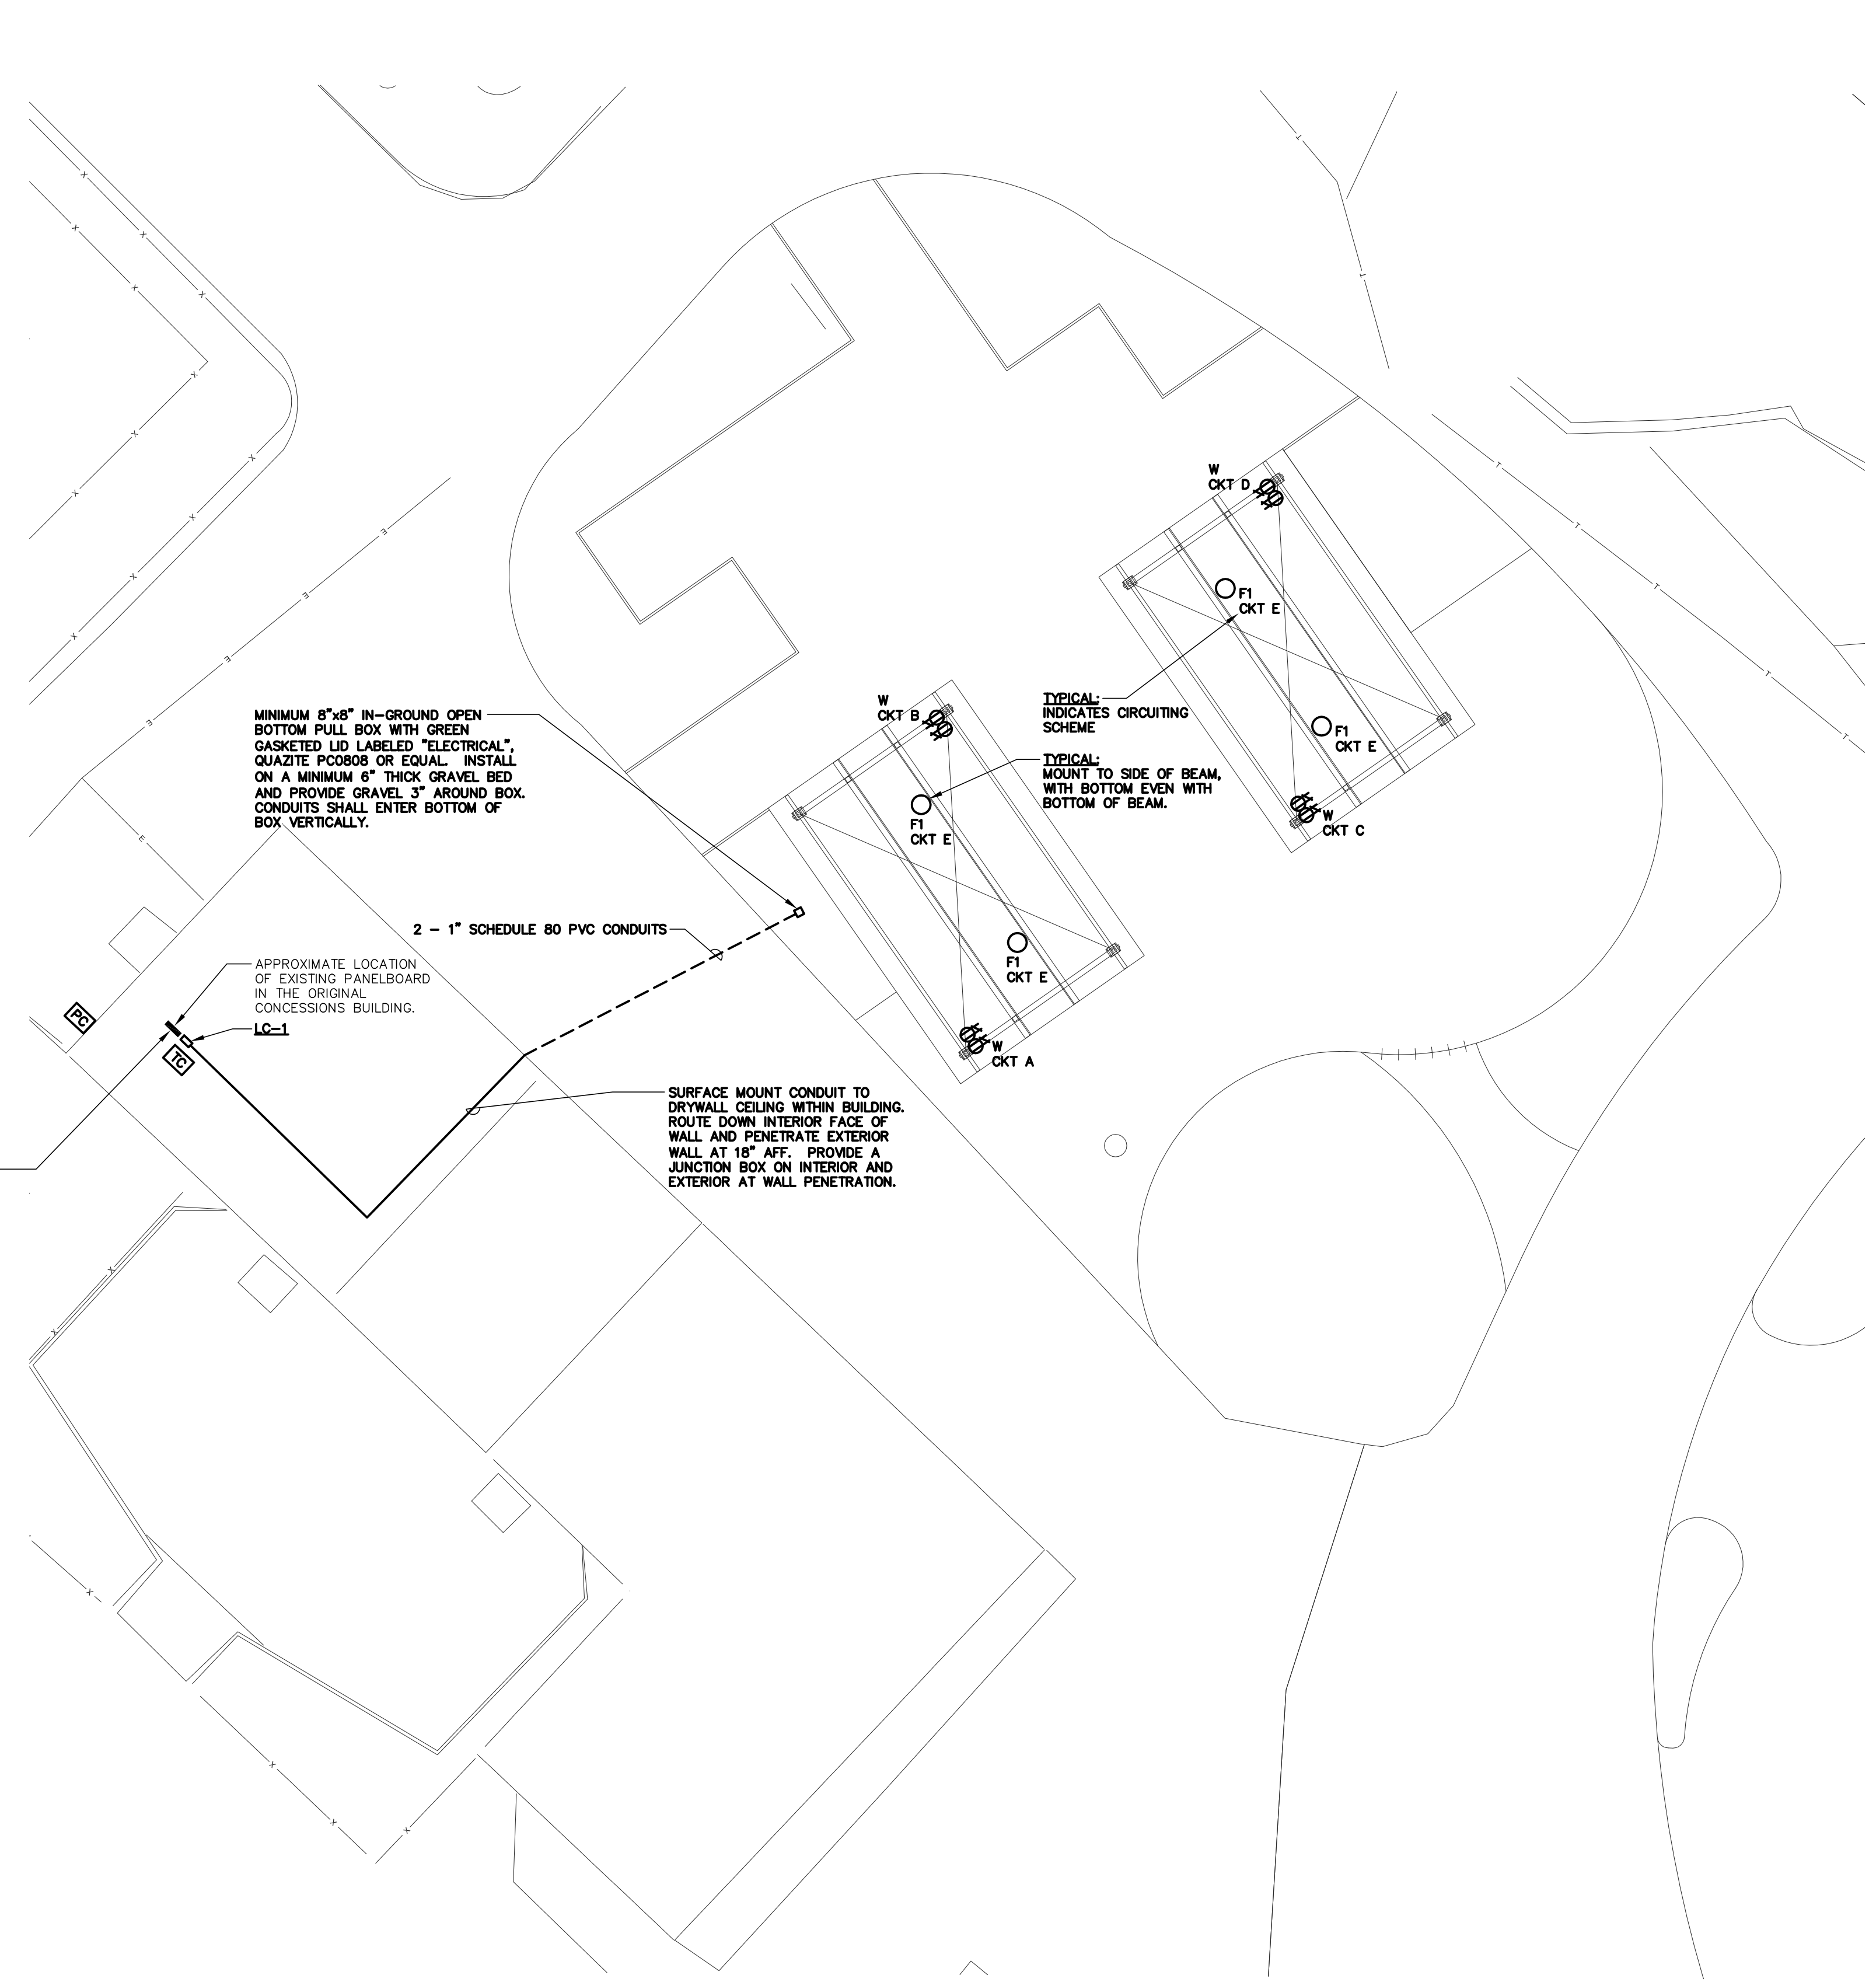 W
CKT D
F1
CKT E
F1
CKT E
W
CKT C
TYPICAL:
INDICATES CIRCUITING
SCHEME
TYPICAL:
MOUNT TO SIDE OF BEAM,
WITH BOTTOM EVEN WITH
BOTTOM OF BEAM.
W
CKT B
F1
CKT E
F1
CKT E
W
CKT A
MINIMUM 8"x8" IN-GROUND OPEN
BOTTOM PULL BOX WITH GREEN
GASKETED LID LABELED "ELECTRICAL",
QUAZITE PC0808 OR EQUAL. INSTALL
ON A MINIMUM 6" THICK GRAVEL BED
AND PROVIDE GRAVEL 3" AROUND BOX.
CONDUITS SHALL ENTER BOTTOM OF
BOX VERTICALLY.
2 - 1" SCHEDULE 80 PVC CONDUITS
APPROXIMATE LOCATION
OF EXISTING PANELBOARD
IN THE ORIGINAL
CONCESSIONS BUILDING.
LC-1
PC
TC
SURFACE MOUNT CONDUIT TO
DRYWALL CEILING WITHIN BUILDING.
ROUTE DOWN INTERIOR FACE OF
WALL AND PENETRATE EXTERIOR
WALL AT 18" AFF. PROVIDE A
JUNCTION BOX ON INTERIOR AND
EXTERIOR AT WALL PENETRATION.
X
X
X
X
X
X
X
X
X
X
X
X
X
X
E
E
E
E
E
T
T
T
T
T
T
T
X
X
X
X
X
X